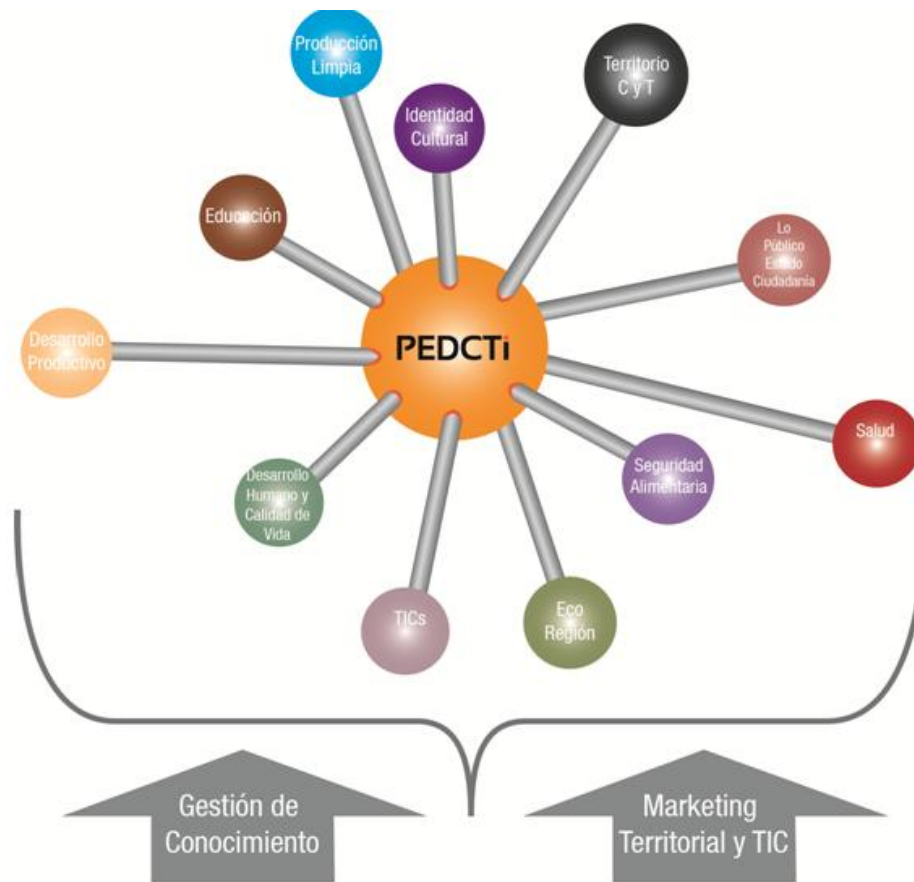 Producción
Limpia
Territorio
C y T
Identidad
Cultural
Educación
Lo
Público
Estado
Ciudadanía
Desarrollo
Productivo
PEDCTi
Salud
Seguridad
Alimentaria
Desarrollo
Humano y
Calidad de
Vida
TICs
Eco
Región
Gestión de
Conocimiento
Marketing
Territorial y TIC